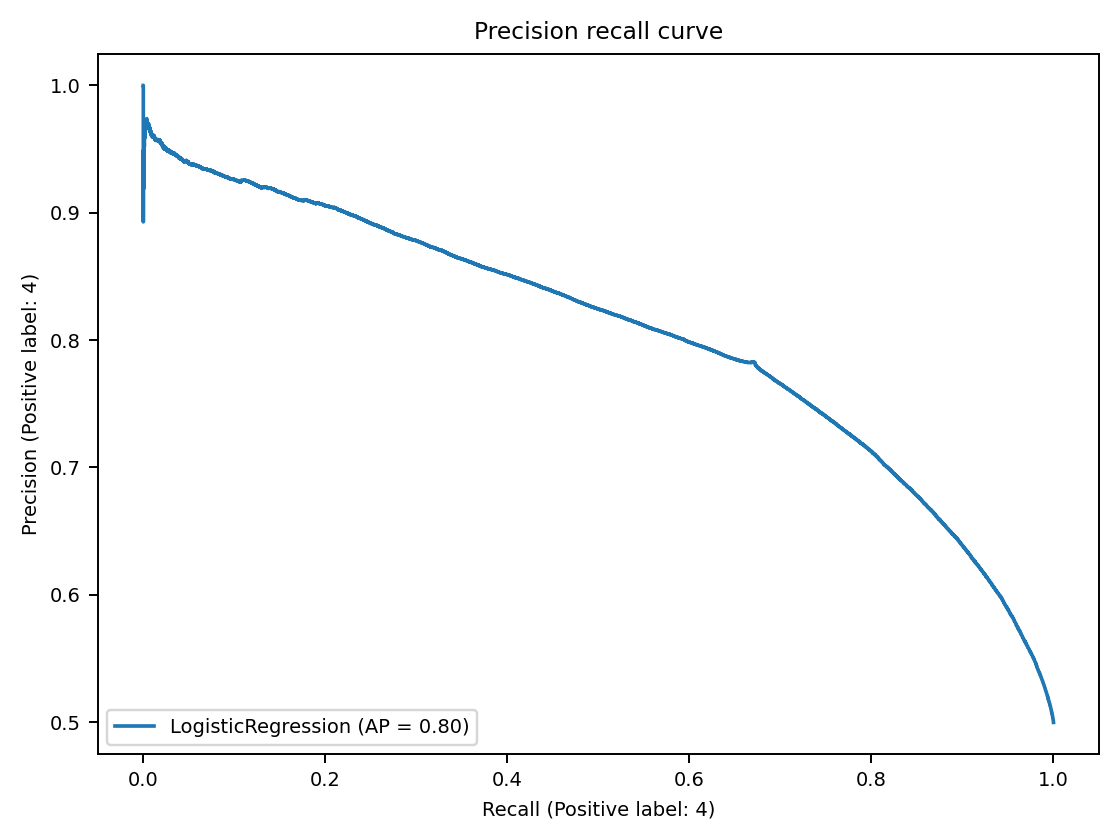 Precision recall curve
1.0
0.9
0.8
0.7
0.6
0.5
Precision (Positive label: 4)
LogisticRegression (AP = 0.80)
0.0 0.2 0.4 0.6 0.8 1.0
Recall (Positive label: 4)